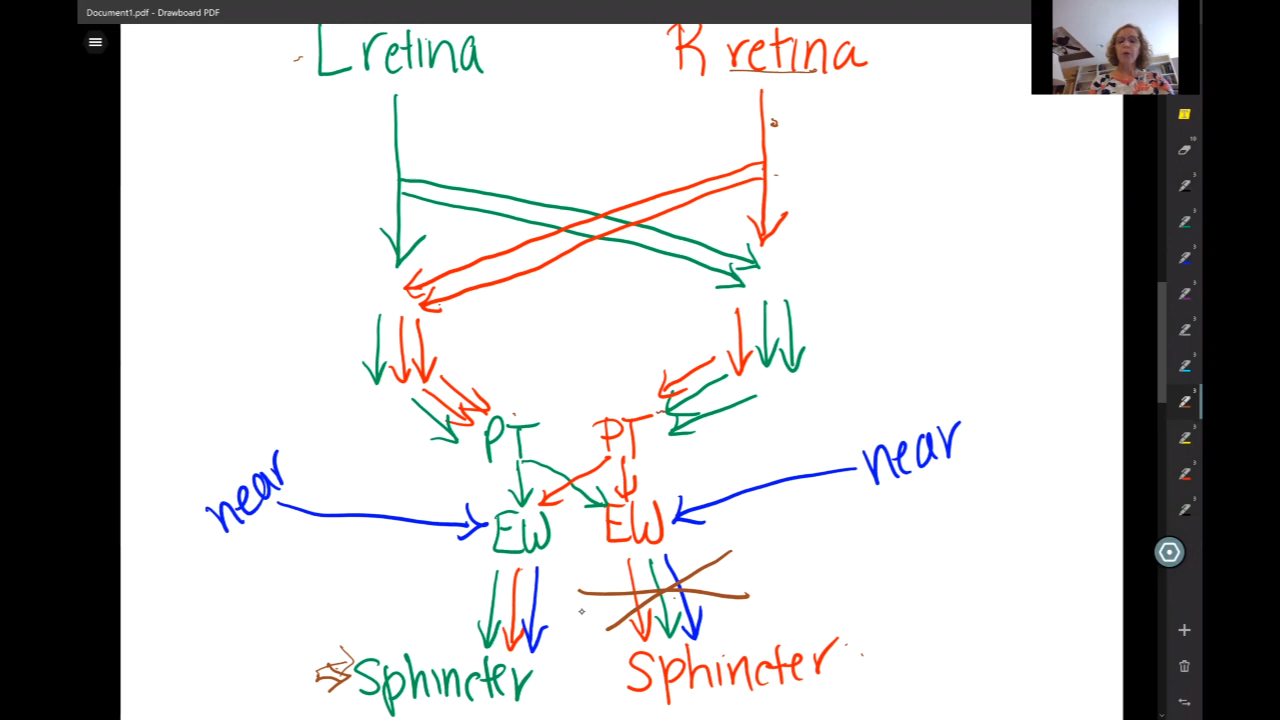 Document1.pdf - Drawboard PDF
L retina R retina
PT PT
near near
EW EW
Sphincter Sphincter